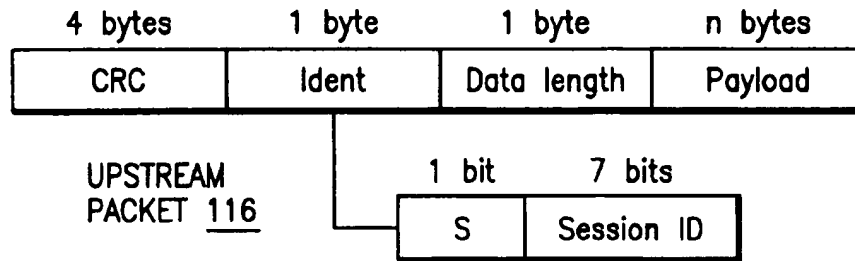 4 bytes 1 byte 1 byte n bytes
CRC Ident Data length Payload
UPSTREAM
PACKET 116
1 bit 7 bits
S Session ID